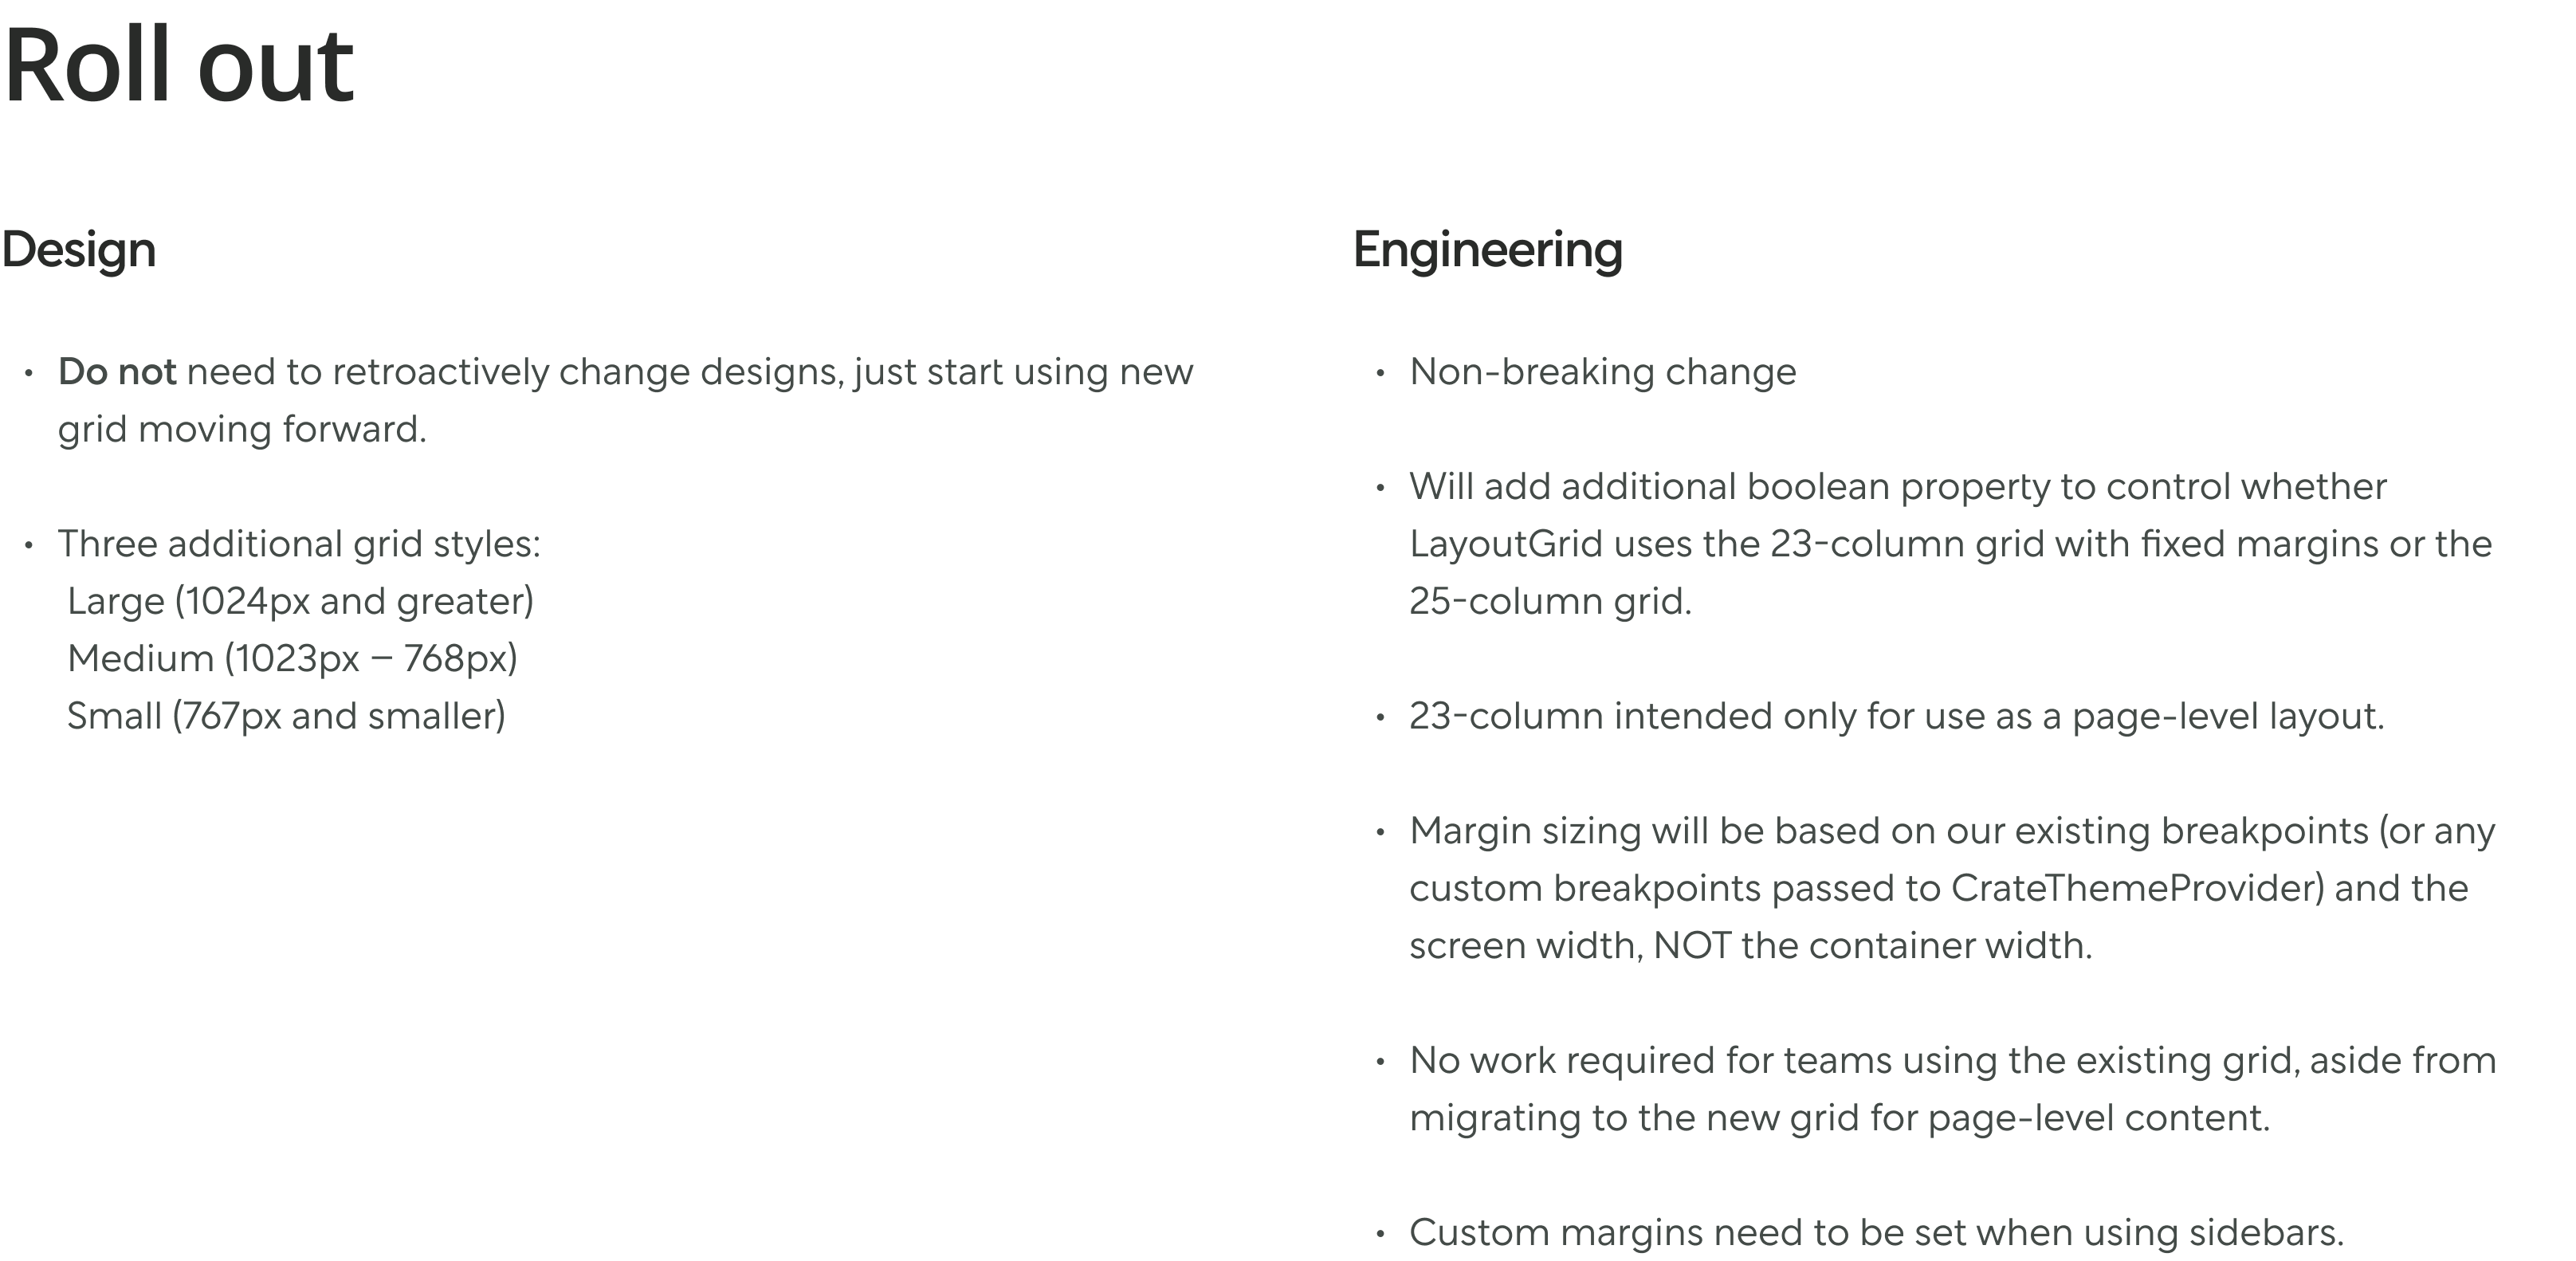 Roll out
Design
• Do not need to retroactively change designs, just start using new
grid moving forward.
• Three additional grid styles:
Large (1024px and greater)
Medium (1023px – 768px)
Small (767px and smaller)
Engineering
• Non-breaking change
• Will add additional boolean property to control whether
LayoutGrid uses the 23-column grid with fixed margins or the
25-column grid.
• 23-column intended only for use as a page-level layout.
• Margin sizing will be based on our existing breakpoints (or any
custom breakpoints passed to CrateThemeProvider) and the
screen width, NOT the container width.
• No work required for teams using the existing grid, aside from
migrating to the new grid for page-level content.
• Custom margins need to be set when using sidebars.